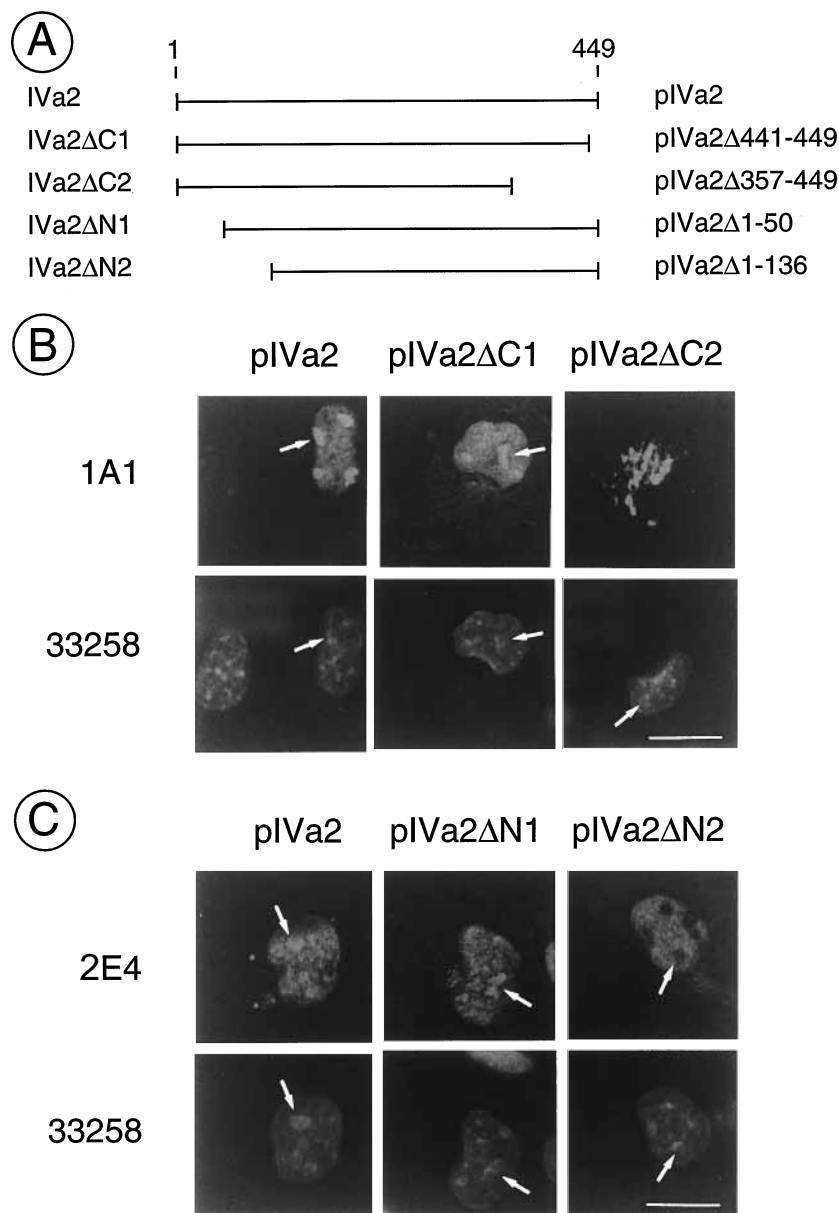 A
1 449
IVa2 pIVa2
IVa2ΔC1 pIVa2Δ441-449
IVa2ΔC2 pIVa2Δ357-449
IVa2ΔN1 pIVa2Δ1-50
IVa2ΔN2 pIVa2Δ1-136
B
pIVa2 pIVa2ΔC1 pIVa2ΔC2
1A1
33258
C
pIVa2 pIVa2ΔN1 pIVa2ΔN2
2E4
33258